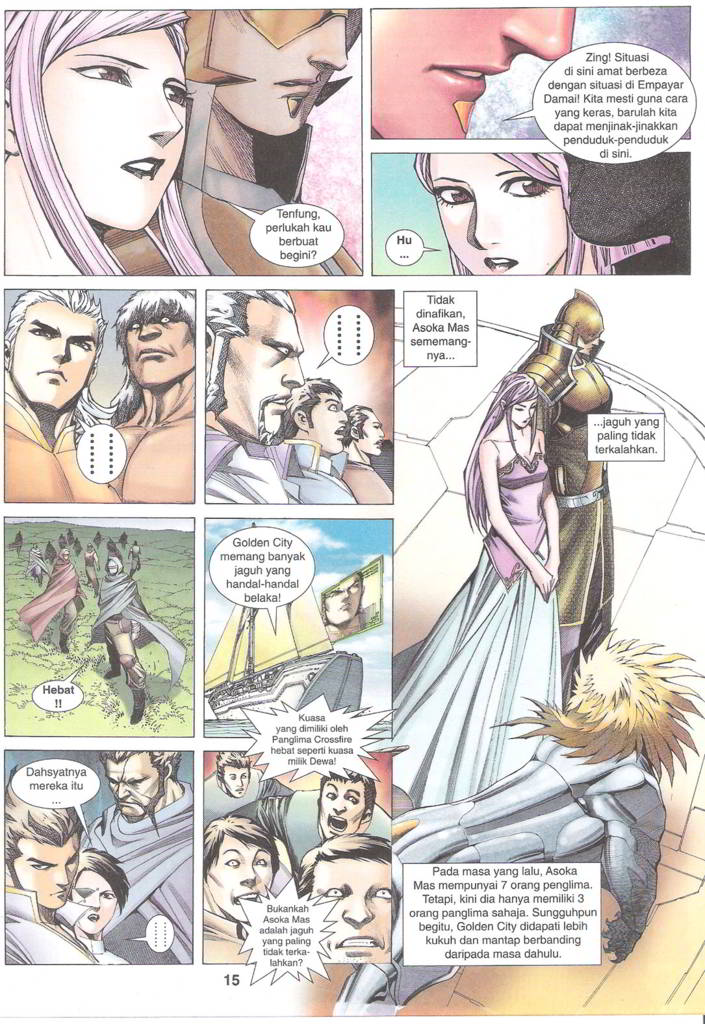 Tenfung,
perlukah kau
berbuat
begini?
Zing! Situasi
di sini amat berbeza
dengan situasi di Empayar
Damai! Kita mesti guna cara
yang keras, barulah kita
dapat menjinak-jinakkan
penduduk-penduduk
di sini.
Hu
...
Tidak
dinafikan,
Asoka Mas
sememang-
nya...
...jaguh yang
paling tidak
terkalahkan.
Hebat
!!
Golden City
memang banyak
jaguh yang
handal-handal
belaka!
Kuasa
yang dimiliki oleh
Panglima Crossfire
hebat seperti kuasa
milik Dewa!
Dahsyatnya
mereka itu
...
Bukankah
Asoka Mas
adalah jaguh
yang paling
tidak terka-
lahkan?
Pada masa yang lalu, Asoka
Mas mempunyai 7 orang penglima.
Tetapi, kini dia hanya memiliki 3
orang panglima sahaja. Sungguhpun
begitu, Golden City didapati lebih
kukuh dan mantap berbanding
daripada masa dahulu.
15